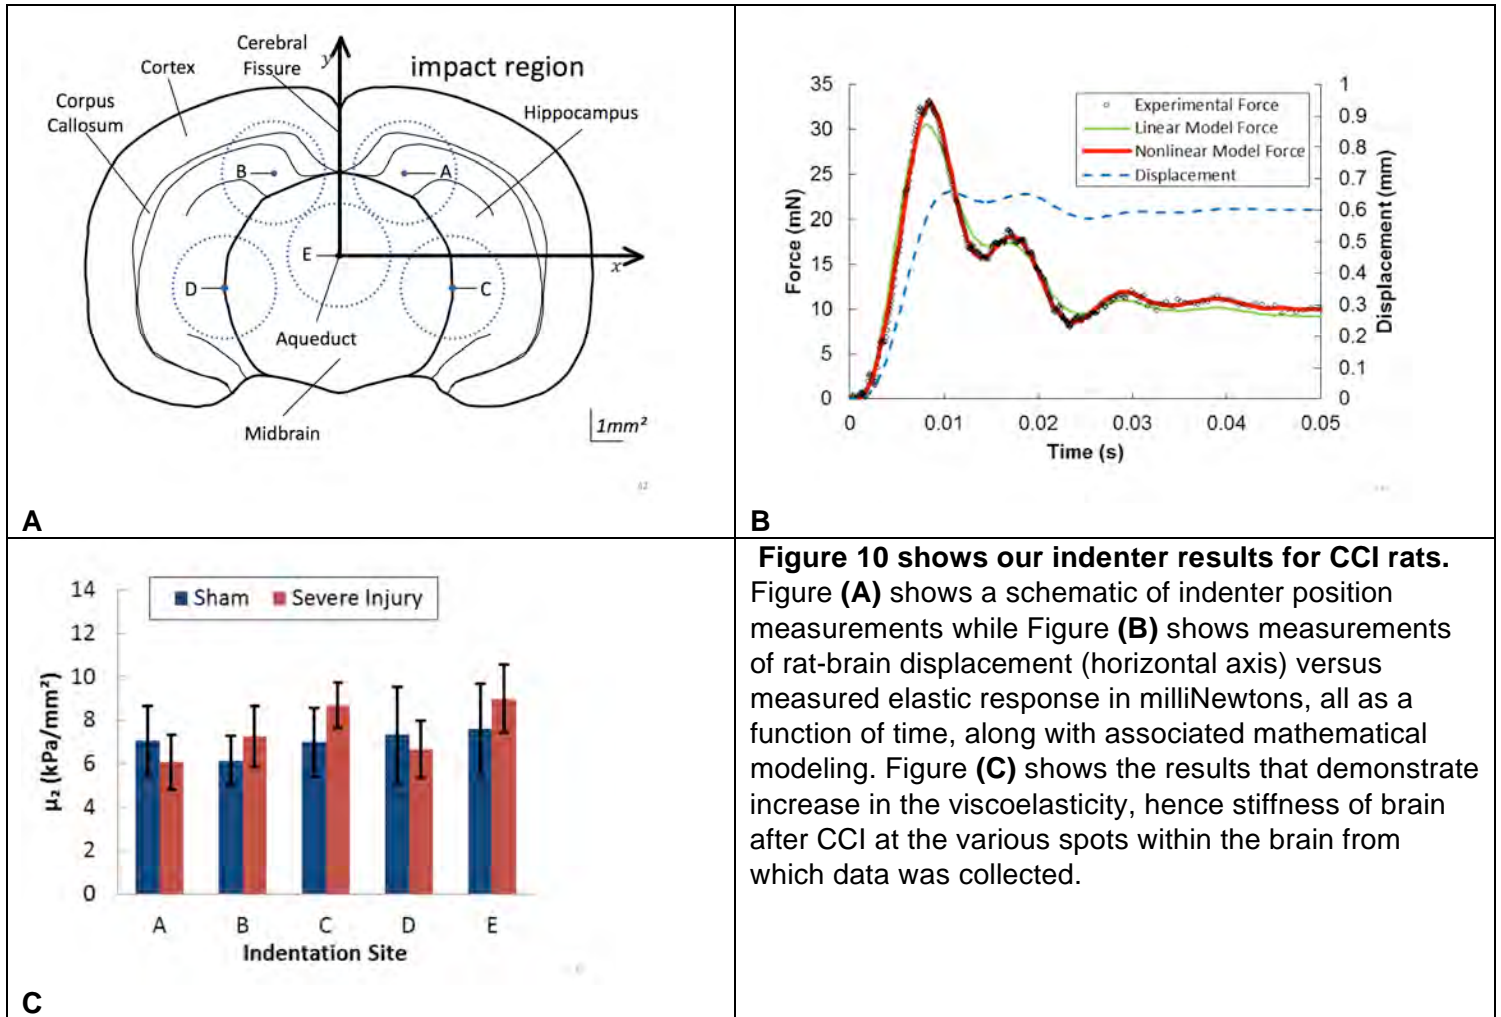 Cerebral
Fissure
y
impact region
Cortex
Corpus
Callosum
Hippocampus
B
A
E
x
D
C
Aqueduct
Midbrain
1mm²
A
35
30
25
20
15
10
5
0
Force (mN)
Experimental Force
Linear Model Force
Nonlinear Model Force
Displacement
1
0.9
0.8
0.7
0.6
0.5
0.4
0.3
0.2
0.1
0
Displacement (mm)
0 0.01 0.02 0.03 0.04 0.05
Time (s)
B
14
12
10
8
6
4
2
0
μ₂ (kPa/mm²)
Sham Severe Injury
A B C D E
Indentation Site
C
Figure 10 shows our indenter results for CCI rats.
Figure (A) shows a schematic of indenter position
measurements while Figure (B) shows measurements
of rat-brain displacement (horizontal axis) versus
measured elastic response in milliNewtons, all as a
function of time, along with associated mathematical
modeling. Figure (C) shows the results that demonstrate
increase in the viscoelasticity, hence stiffness of brain
after CCI at the various spots within the brain from
which data was collected.